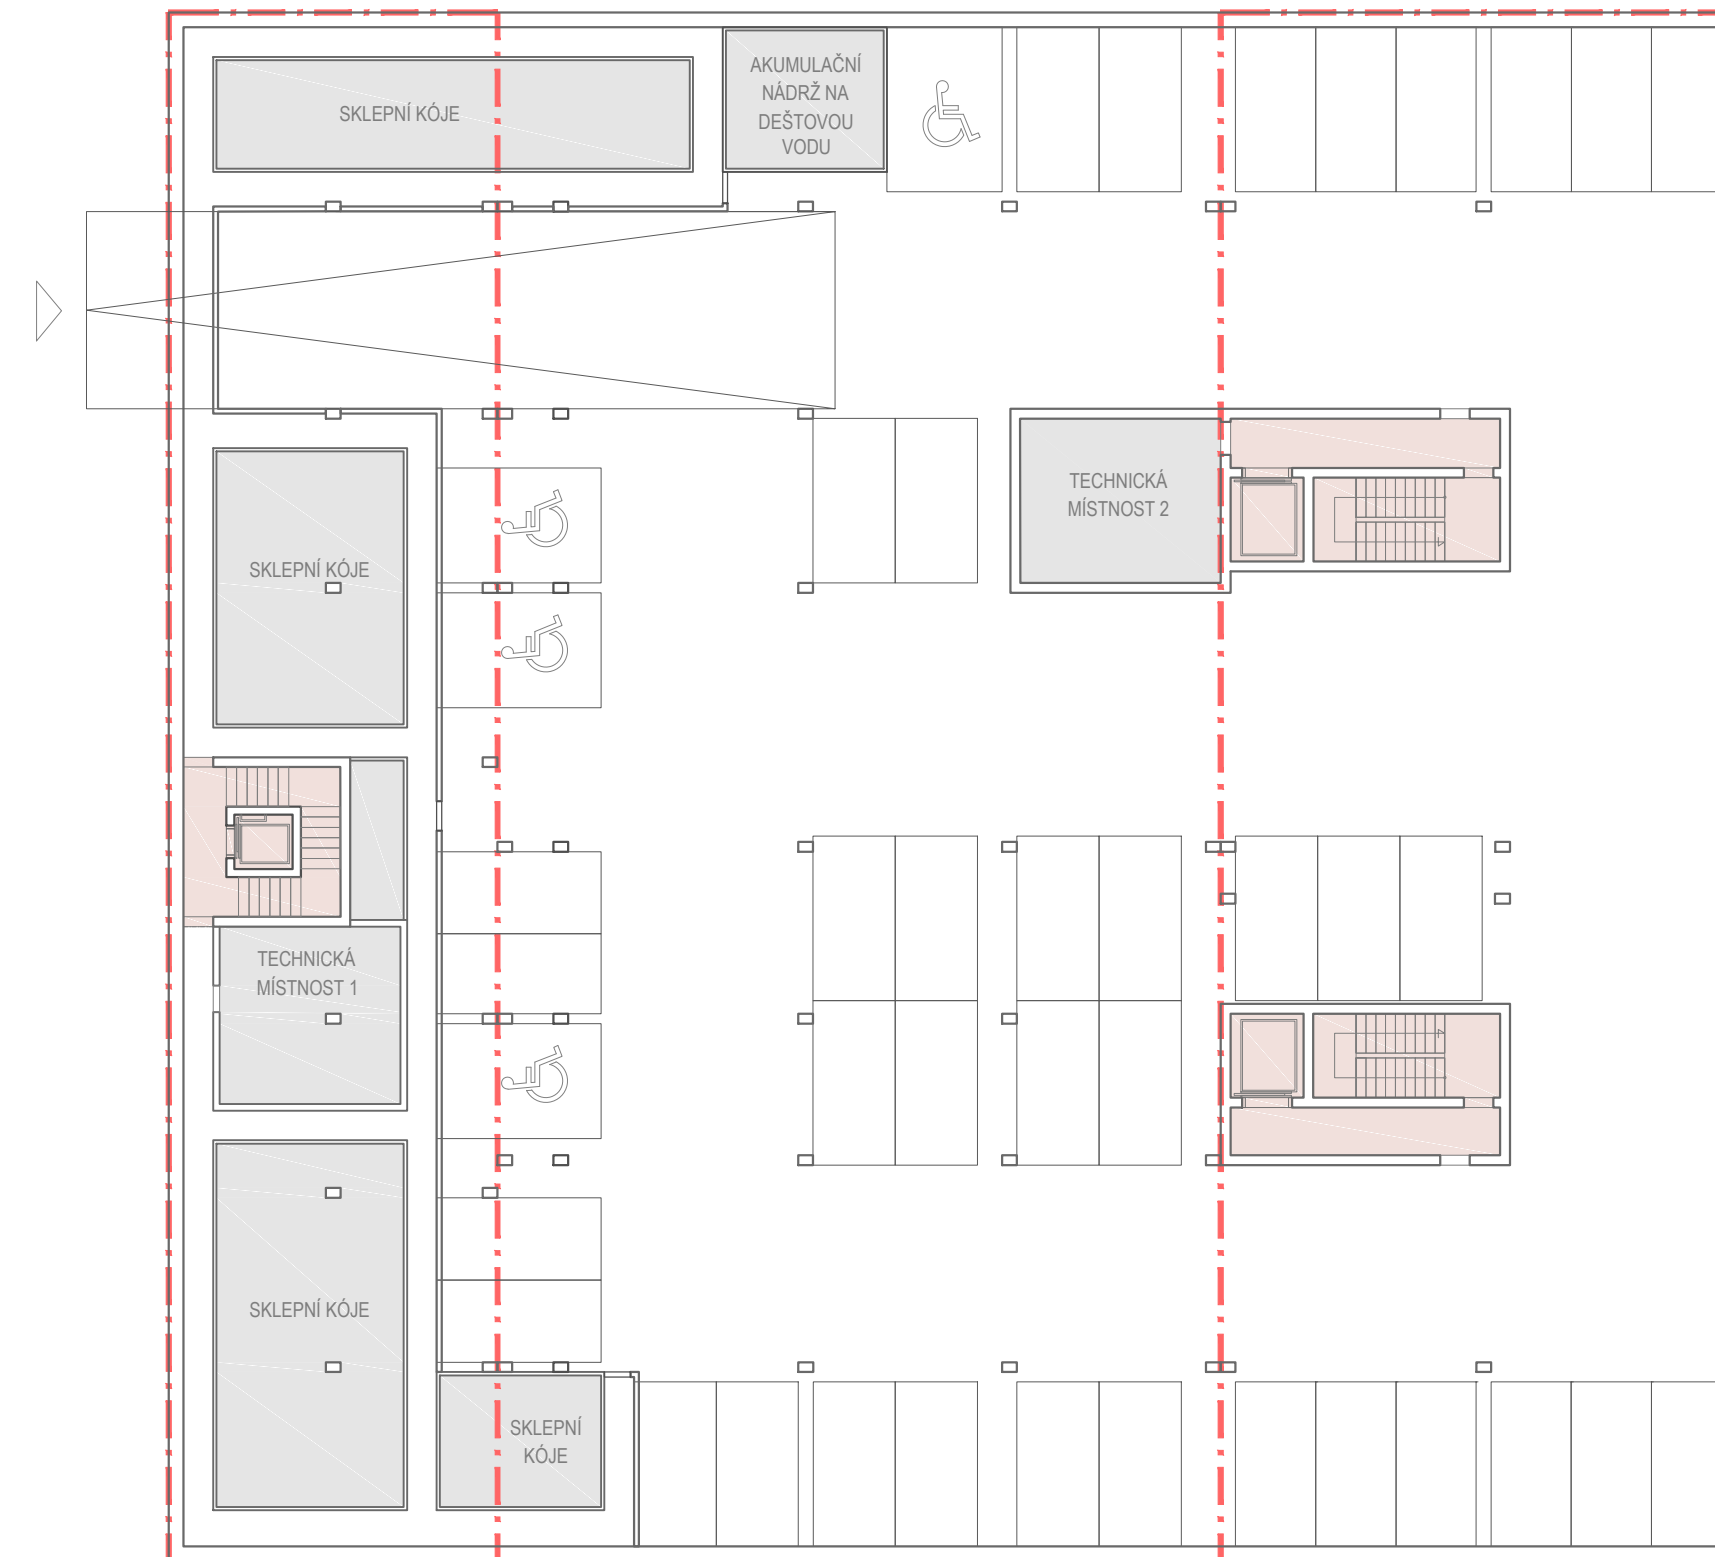 AKUMULAČNÍ
NÁDRŽ NA
DEŠTOVOU
VODU
SKLEPNÍ KÓJE
TECHNICKÁ
MÍSTNOST 2
SKLEPNÍ KÓJE
TECHNICKÁ
MÍSTNOST 1
SKLEPNÍ KÓJE
SKLEPNÍ
KÓJE